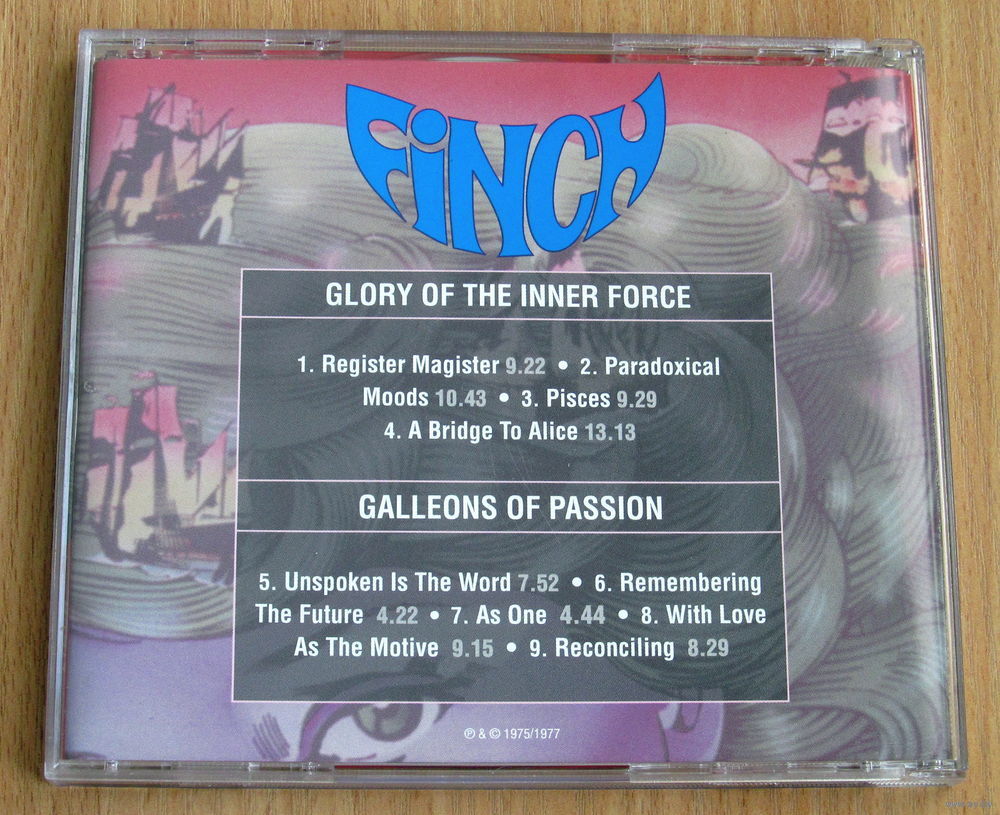 FiNCH
GLORY OF THE INNER FORCE
1. Register Magister 9.22 • 2. Paradoxical
Moods 10.43 • 3. Pisces 9.29
4. A Bridge To Alice 13.13
GALLEONS OF PASSION
5. Unspoken Is The Word 7.52 • 6. Remembering
The Future 4.22 • 7. As One 4.44 • 8. With Love
As The Motive 9.15 • 9. Reconciling 8.29
℗ & © 1975/1977